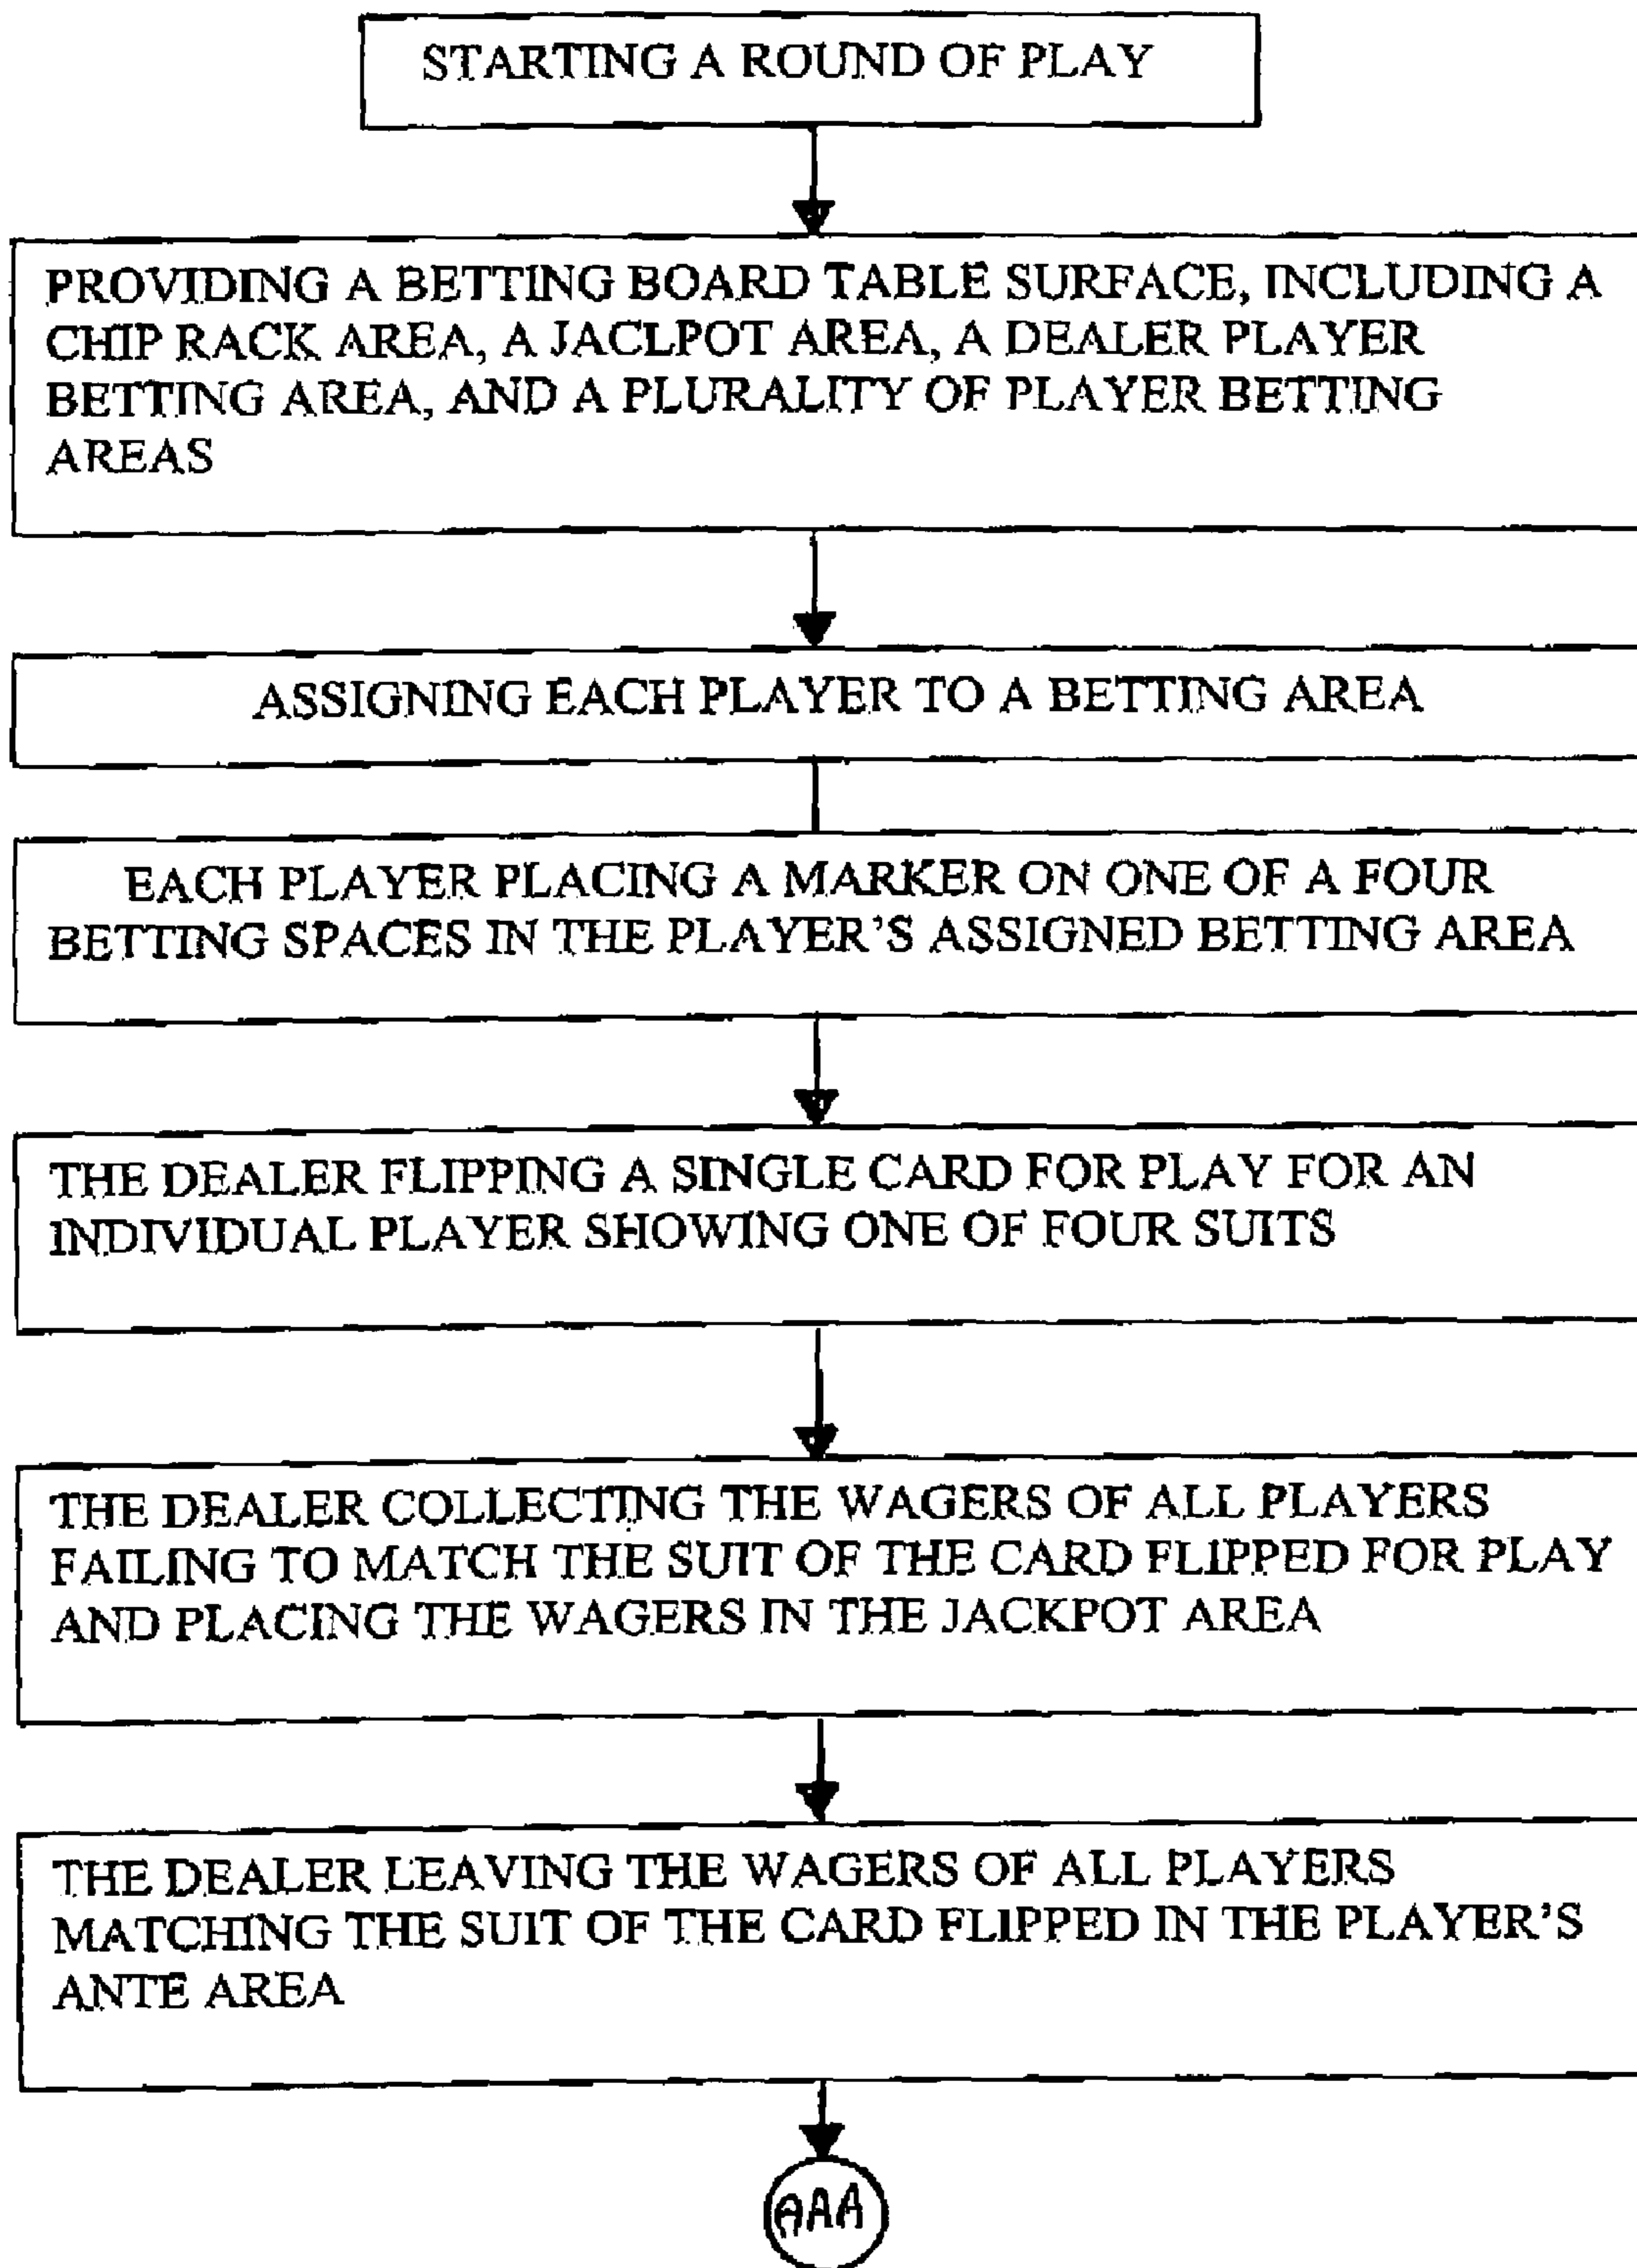 STARTING A ROUND OF PLAY
PROVIDING A BETTING BOARD TABLE SURFACE, INCLUDING A
CHIP RACK AREA, A JACLPOT AREA, A DEALER PLAYER
BETTING AREA, AND A PLURALITY OF PLAYER BETTING
AREAS
ASSIGNING EACH PLAYER TO A BETTING AREA
EACH PLAYER PLACING A MARKER ON ONE OF A FOUR
BETTING SPACES IN THE PLAYER'S ASSIGNED BETTING AREA
THE DEALER FLIPPING A SINGLE CARD FOR PLAY FOR AN
INDIVIDUAL PLAYER SHOWING ONE OF FOUR SUITS
THE DEALER COLLECTING THE WAGERS OF ALL PLAYERS
FAILING TO MATCH THE SUIT OF THE CARD FLIPPED FOR PLAY
AND PLACING THE WAGERS IN THE JACKPOT AREA
THE DEALER LEAVING THE WAGERS OF ALL PLAYERS
MATCHING THE SUIT OF THE CARD FLIPPED IN THE PLAYER'S
ANTE AREA
AAA